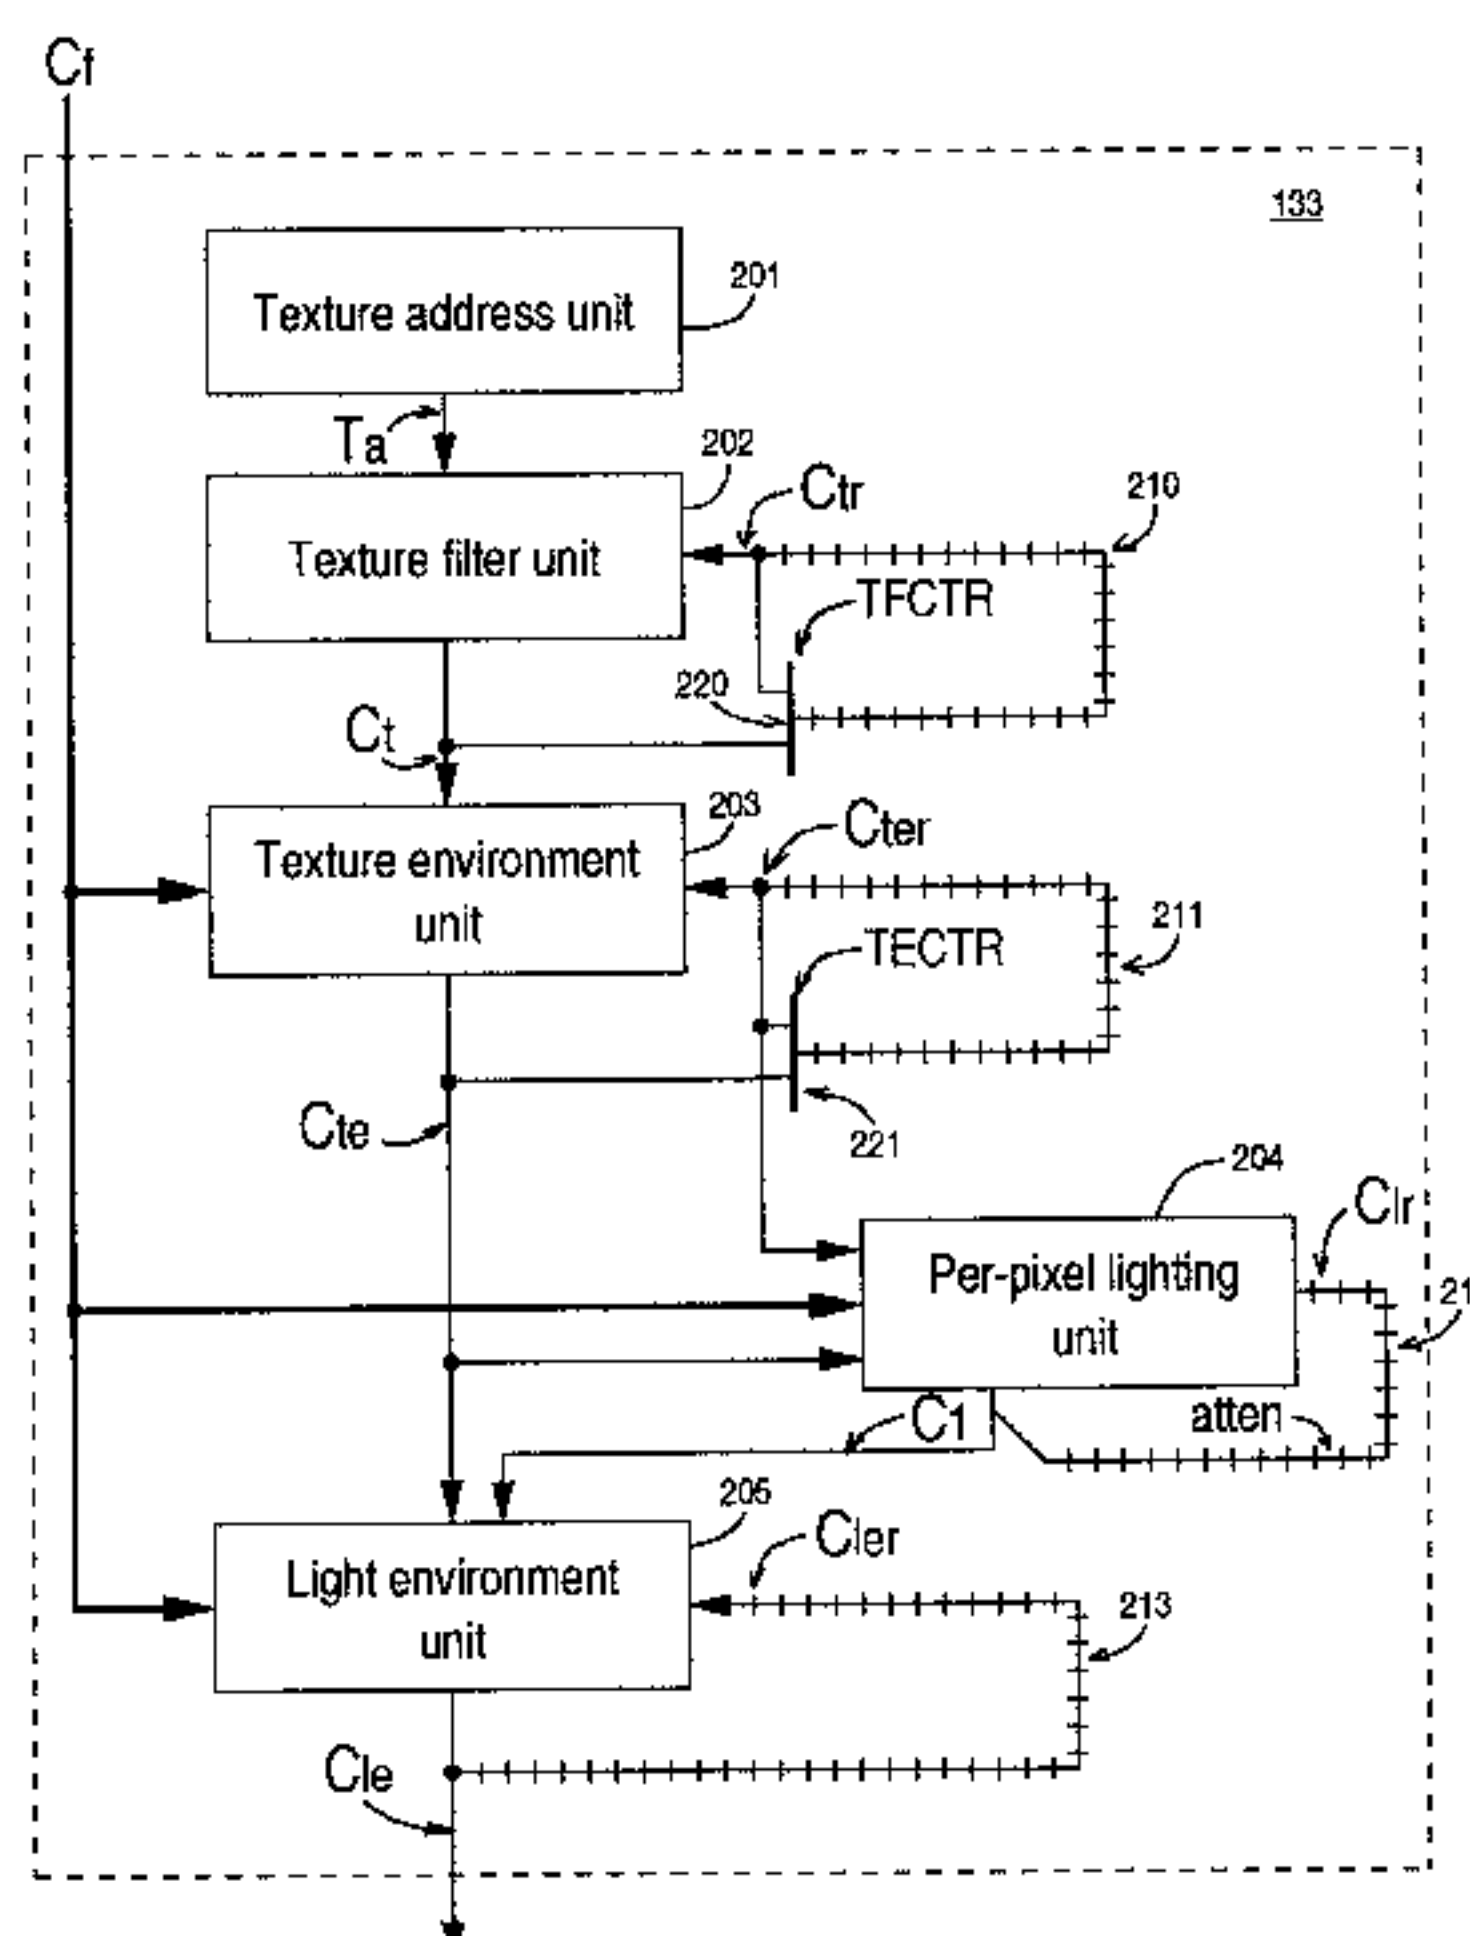 Cf
133
Texture address unit
201
Ta
202
Ctr
210
Texture filter unit
TFCTR
220
Ct
203
Cter
Texture environment
unit
211
TECTR
Cte
221
204
Clr
Per-pixel lighting
unit
21
C1
atten
205
Cler
Light environment
unit
213
Cle